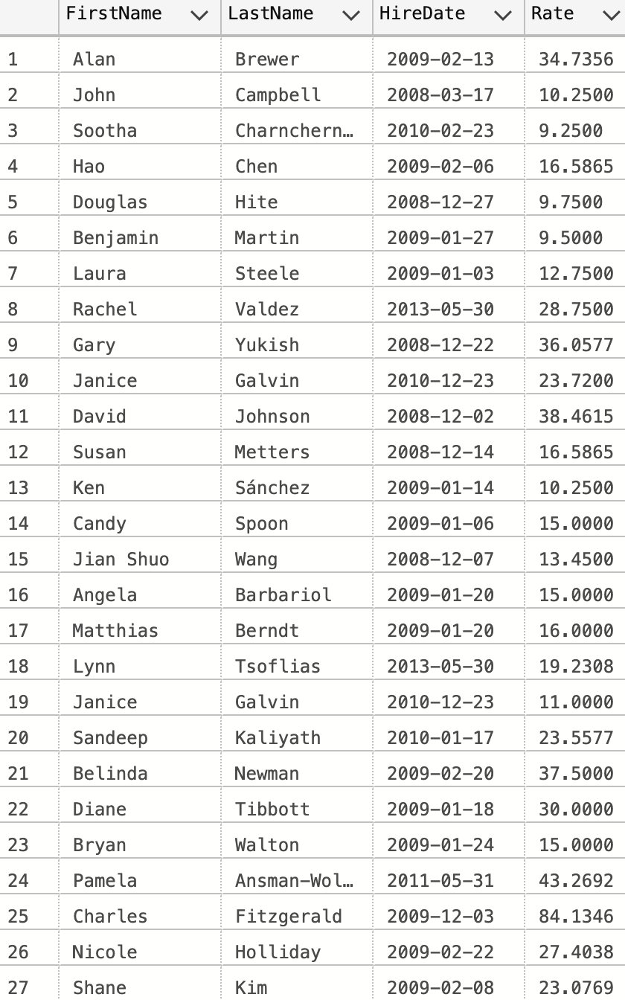 FirstName LastName HireDate Rate
1 Alan Brewer 2009-02-13 34.7356
2 John Campbell 2008-03-17 10.2500
3 Sootha Charnchern… 2010-02-23 9.2500
4 Hao Chen 2009-02-06 16.5865
5 Douglas Hite 2008-12-27 9.7500
6 Benjamin Martin 2009-01-27 9.5000
7 Laura Steele 2009-01-03 12.7500
8 Rachel Valdez 2013-05-30 28.7500
9 Gary Yukish 2008-12-22 36.0577
10 Janice Galvin 2010-12-23 23.7200
11 David Johnson 2008-12-02 38.4615
12 Susan Metters 2008-12-14 16.5865
13 Ken Sánchez 2009-01-14 10.2500
14 Candy Spoon 2009-01-06 15.0000
15 Jian Shuo Wang 2008-12-07 13.4500
16 Angela Barbariol 2009-01-20 15.0000
17 Matthias Berndt 2009-01-20 16.0000
18 Lynn Tsoflias 2013-05-30 19.2308
19 Janice Galvin 2010-12-23 11.0000
20 Sandeep Kaliyath 2010-01-17 23.5577
21 Belinda Newman 2009-02-20 37.5000
22 Diane Tibbott 2009-01-18 30.0000
23 Bryan Walton 2009-01-24 15.0000
24 Pamela Ansman-Wol… 2011-05-31 43.2692
25 Charles Fitzgerald 2009-12-03 84.1346
26 Nicole Holliday 2009-02-22 27.4038
27 Shane Kim 2009-02-08 23.0769